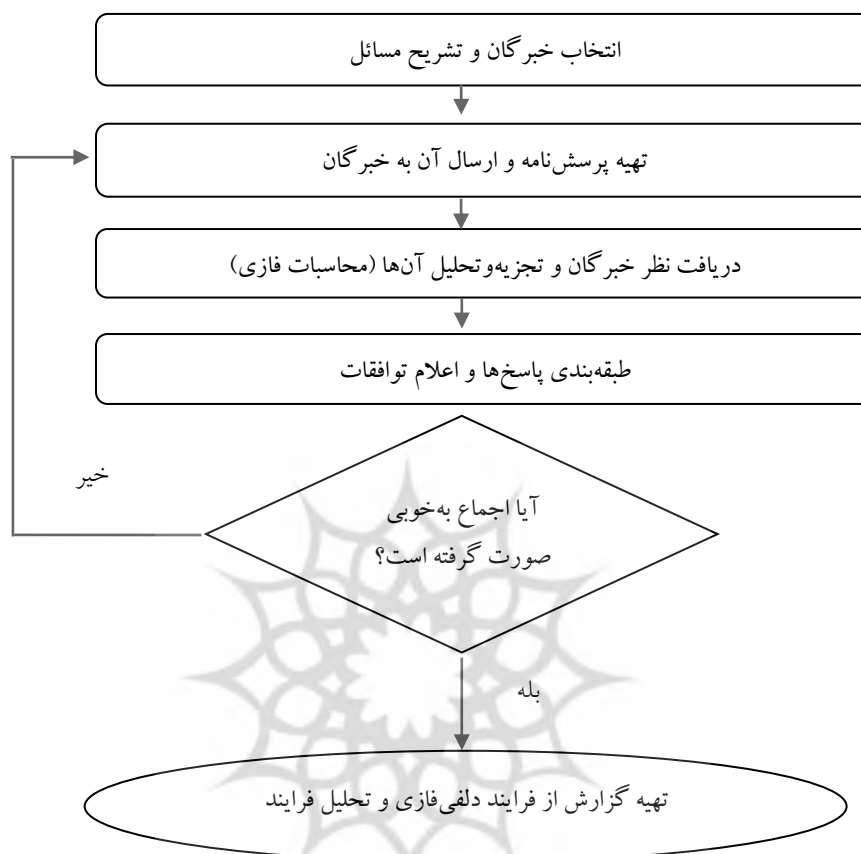 انتخاب خبرگان و تشریح مسائل
تهیه پرسش‌نامه و ارسال آن به خبرگان
دریافت نظر خبرگان و تجزیه‌وتحلیل آن‌ها (محاسبات فازی)
طبقه‌بندی پاسخ‌ها و اعلام توافقات
خیر
آیا اجماع به‌خوبی
صورت گرفته است؟
بله
تهیه گزارش از فرایند دلفی‌فازی و تحلیل فرایند